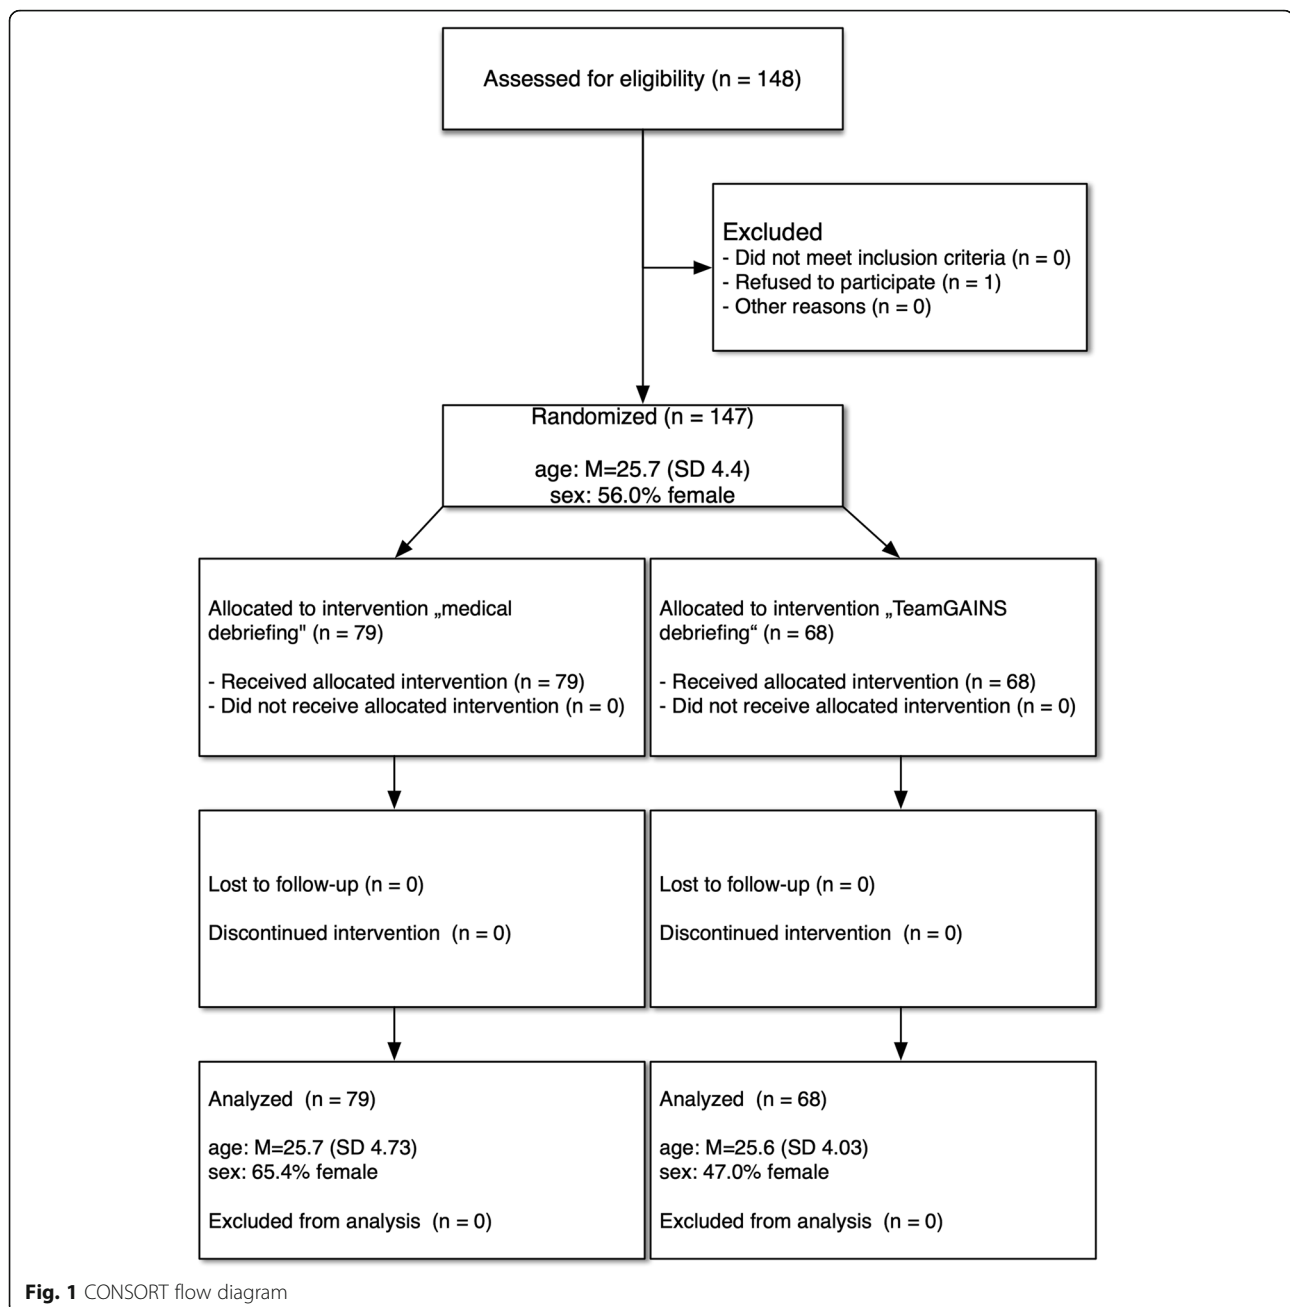 Assessed for eligibility (n = 148)
Excluded
- Did not meet inclusion criteria (n = 0)
- Refused to participate (n = 1)
- Other reasons (n = 0)
Randomized (n = 147)
age: M=25.7 (SD 4.4)
sex: 56.0% female
Allocated to intervention „medical
debriefing" (n = 79)
- Received allocated intervention (n = 79)
- Did not receive allocated intervention (n = 0)
Allocated to intervention „TeamGAINS
debriefing“ (n = 68)
- Received allocated intervention (n = 68)
- Did not receive allocated intervention (n = 0)
Lost to follow-up (n = 0)
Discontinued intervention  (n = 0)
Lost to follow-up (n = 0)
Discontinued intervention  (n = 0)
Analyzed  (n = 79)
age: M=25.7 (SD 4.73)
sex: 65.4% female
Excluded from analysis  (n = 0)
Analyzed  (n = 68)
age: M=25.6 (SD 4.03)
sex: 47.0% female
Excluded from analysis  (n = 0)
Fig. 1 CONSORT flow diagram